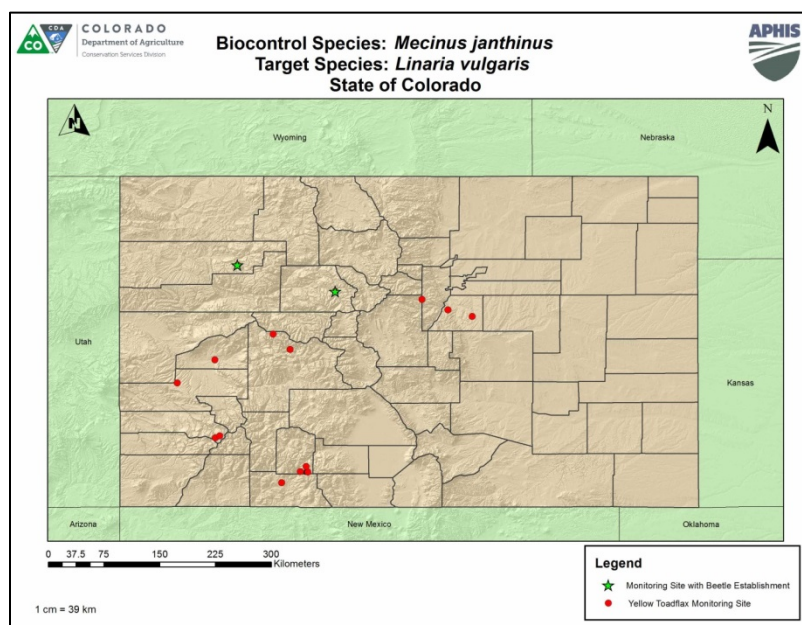 CO
CDA
COLORADO
Department of Agriculture
Conservation Services Division
Biocontrol Species: Mecinus janthinus
Target Species: Linaria vulgaris
State of Colorado
APHIS
N
N
Wyoming
Nebraska
Utah
Kansas
Arizona
New Mexico
Oklahoma
0 37.5 75 150 225 300
Kilometers
Legend
Monitoring Site with Beetle Establishment
Yellow Toadflax Monitoring Site
1 cm = 39 km